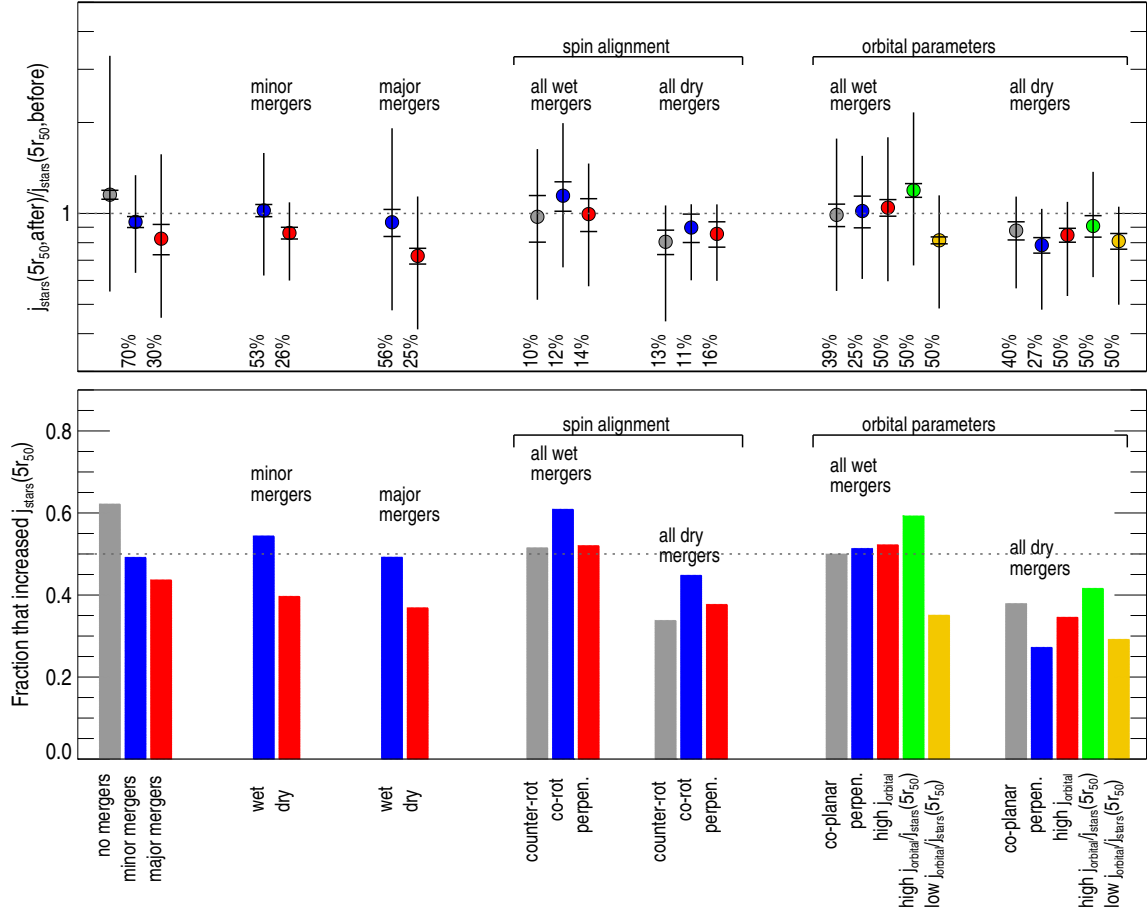 spin alignment
orbital parameters
minor
mergers
major
mergers
all wet
mergers
all dry
mergers
all wet
mergers
all dry
mergers
j_stars(5r_50,after)/j_stars(5r_50,before)
1
70%
30%
53%
26%
56%
25%
10%
12%
14%
13%
11%
16%
39%
25%
50%
50%
50%
40%
27%
50%
50%
50%
spin alignment
orbital parameters
minor
mergers
major
mergers
all wet
mergers
all dry
mergers
all wet
mergers
all dry
mergers
Fraction that increased j_stars(5r_50)
0.8
0.6
0.4
0.2
0.0
no mergers
minor mergers
major mergers
wet
dry
wet
dry
counter-rot
co-rot
perpen.
counter-rot
co-rot
perpen.
co-planar
perpen.
high j_orbital
high j_orbital/j_stars(5r_50)
low j_orbital/j_stars(5r_50)
co-planar
perpen.
high j_orbital
high j_orbital/j_stars(5r_50)
low j_orbital/j_stars(5r_50)